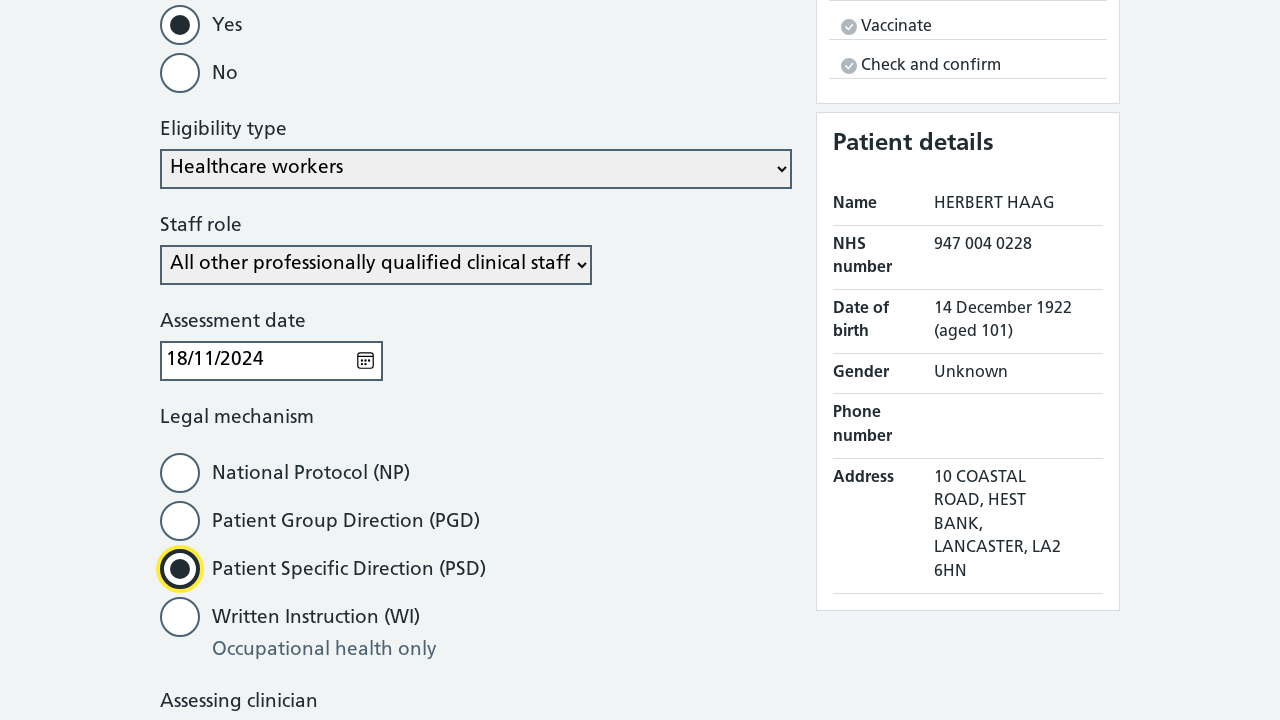 Yes
No
Eligibility type
Healthcare workers
Staff role
All other professionally qualified clinical staff
Assessment date
18/11/2024
Legal mechanism
National Protocol (NP)
Patient Group Direction (PGD)
Patient Specific Direction (PSD)
Written Instruction (WI)
Occupational health only
Assessing clinician
Vaccinate
Check and confirm
Patient details
Name HERBERT HAAG
NHS number 947 004 0228
Date of birth 14 December 1922 (aged 101)
Gender Unknown
Phone number
Address 10 COASTAL
ROAD, HEST
BANK,
LANCASTER, LA2
6HN